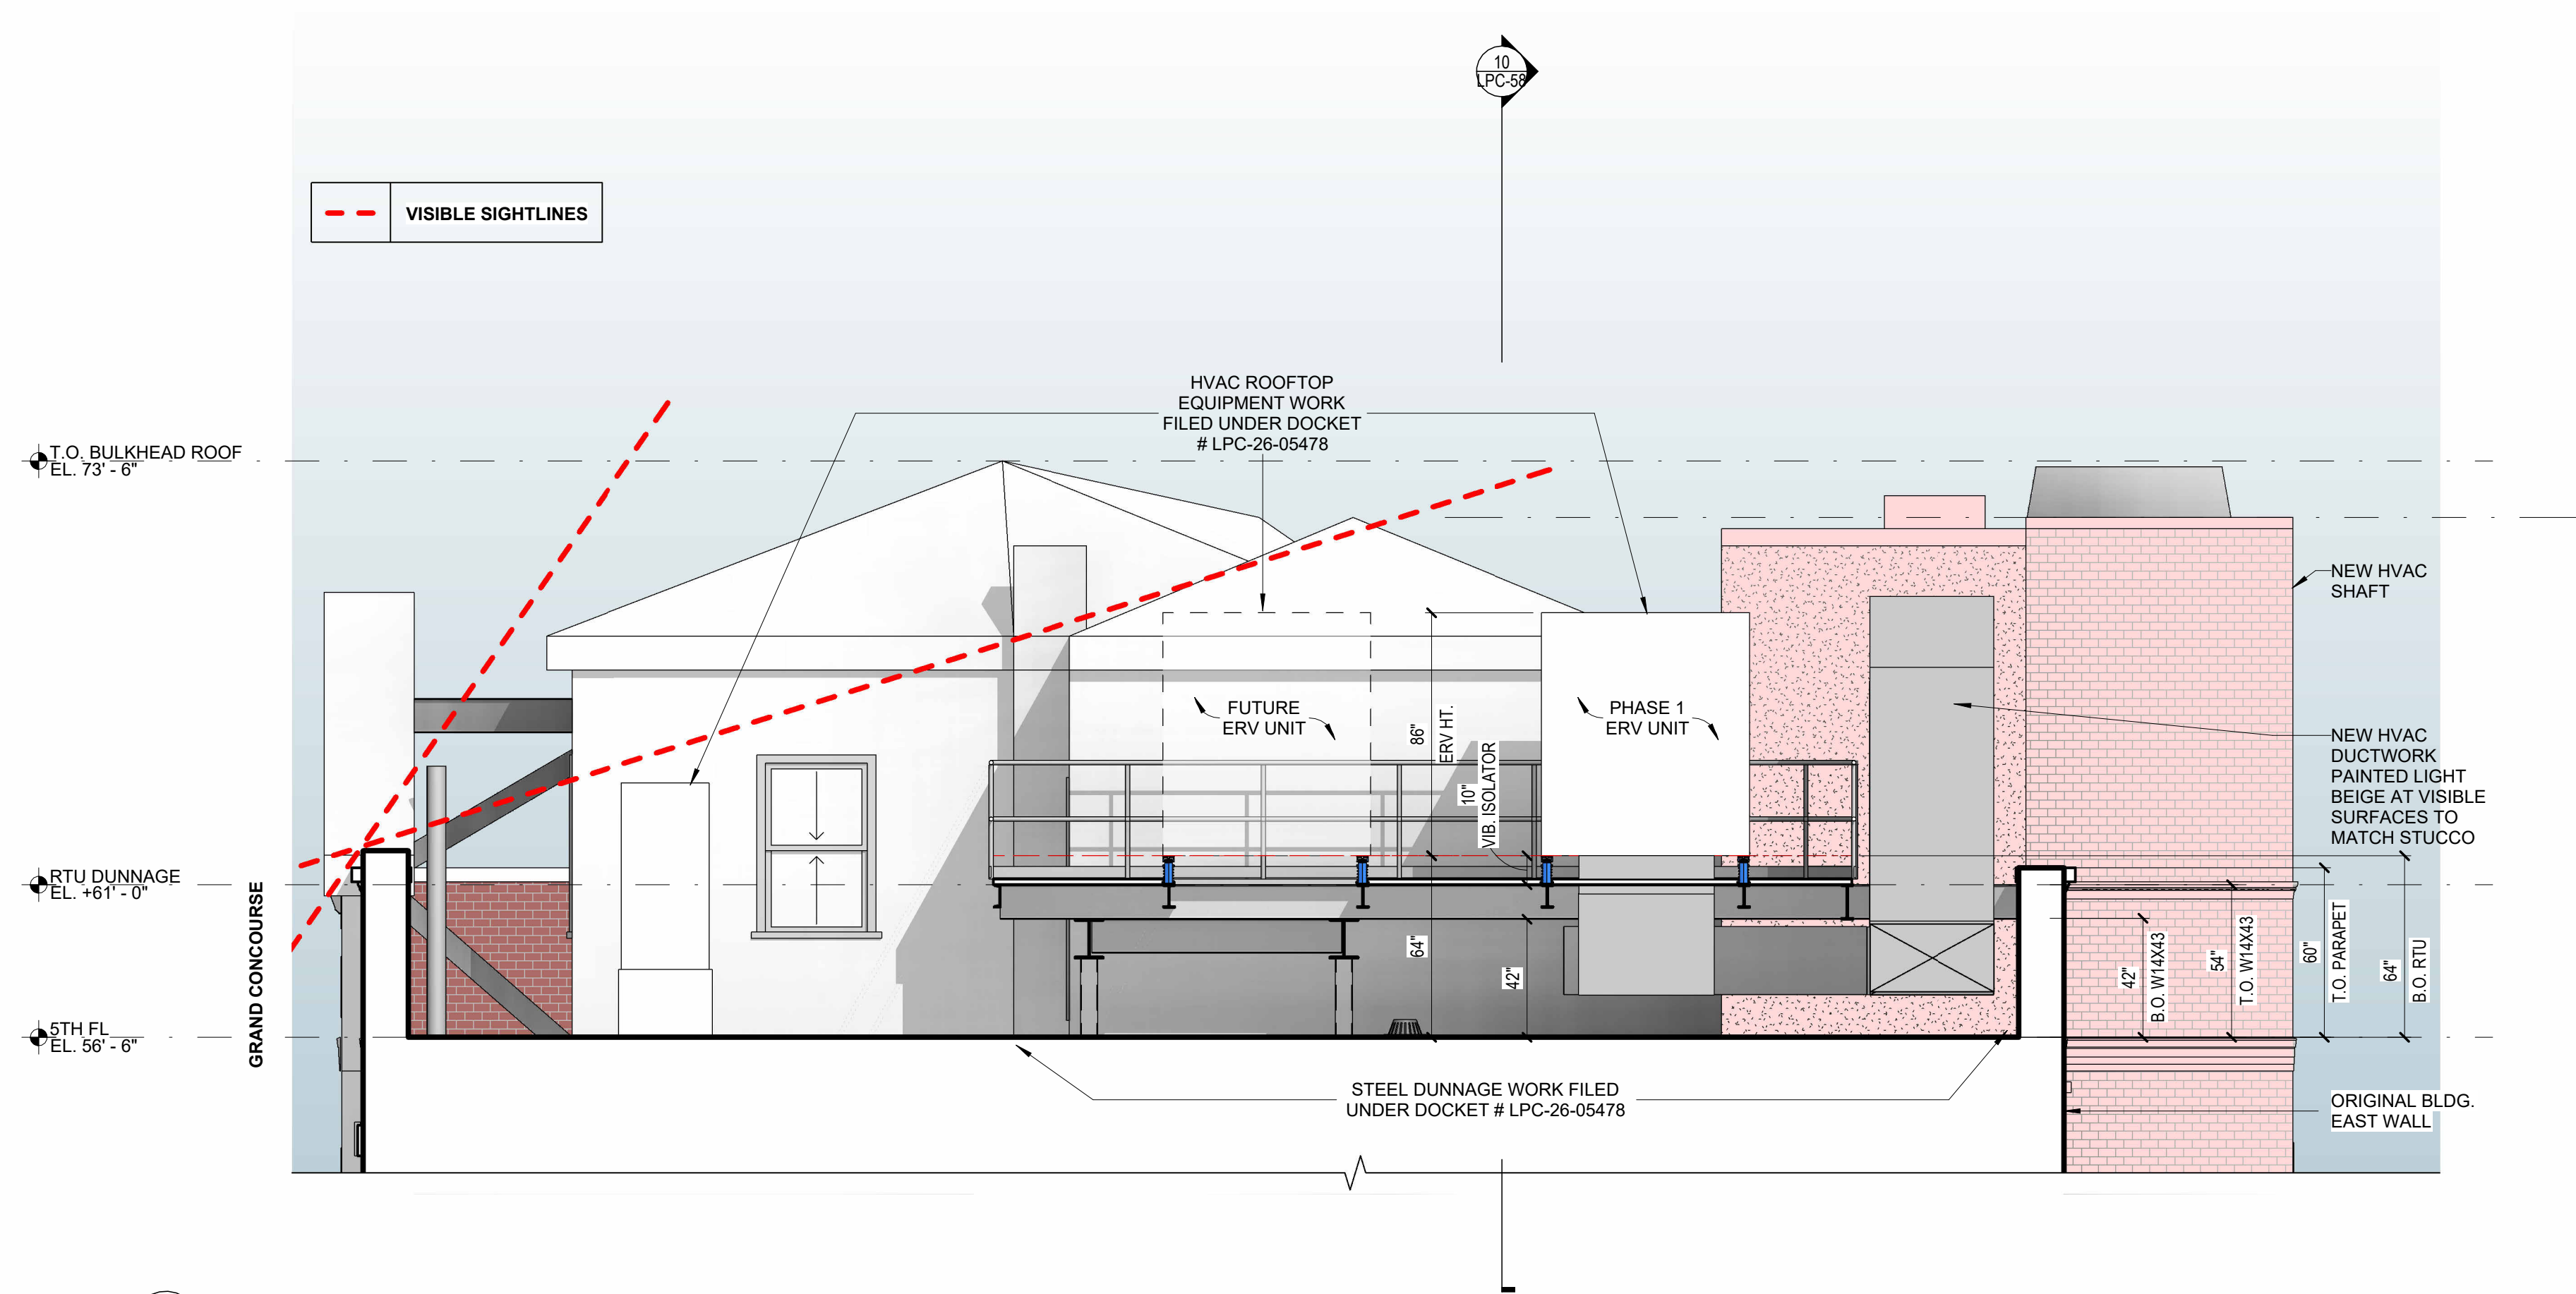 10
LPC-58
VISIBLE SIGHTLINES
HVAC ROOFTOP
EQUIPMENT WORK
FILED UNDER DOCKET
# LPC-26-05478
T.O. BULKHEAD ROOF
EL. 73' - 6"
NEW HVAC
SHAFT
FUTURE
ERV UNIT
86"
ERV HT.
PHASE 1
ERV UNIT
10"
VIB. ISOLATOR
NEW HVAC
DUCTWORK
PAINTED LIGHT
BEIGE AT VISIBLE
SURFACES TO
MATCH STUCCO
RTU DUNNAGE
EL. +61' - 0"
GRAND CONCOURSE
64"
42"
42"
B.O. W14X43
54"
T.O. W14X43
60"
T.O. PARAPET
64"
B.O. RTU
5TH FL
EL. 56' - 6"
STEEL DUNNAGE WORK FILED
UNDER DOCKET # LPC-26-05478
ORIGINAL BLDG.
EAST WALL